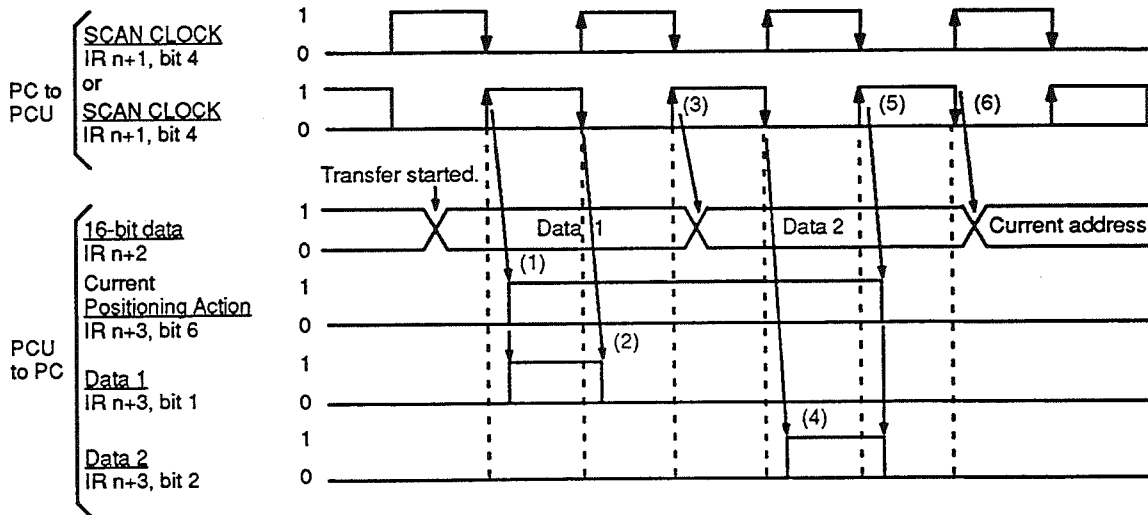 PC to
PCU
SCAN CLOCK
IR n+1, bit 4
or
SCAN CLOCK
IR n+1, bit 4
1
0
1
0
(3)
(5)
(6)
Transfer started.
PCU
to PC
16-bit data
IR n+2
1
0
Data 1
Data 2
Current address
Current
Positioning Action
IR n+3, bit 6
1
0
(1)
Data 1
IR n+3, bit 1
1
0
(2)
Data 2
IR n+3, bit 2
1
0
(4)